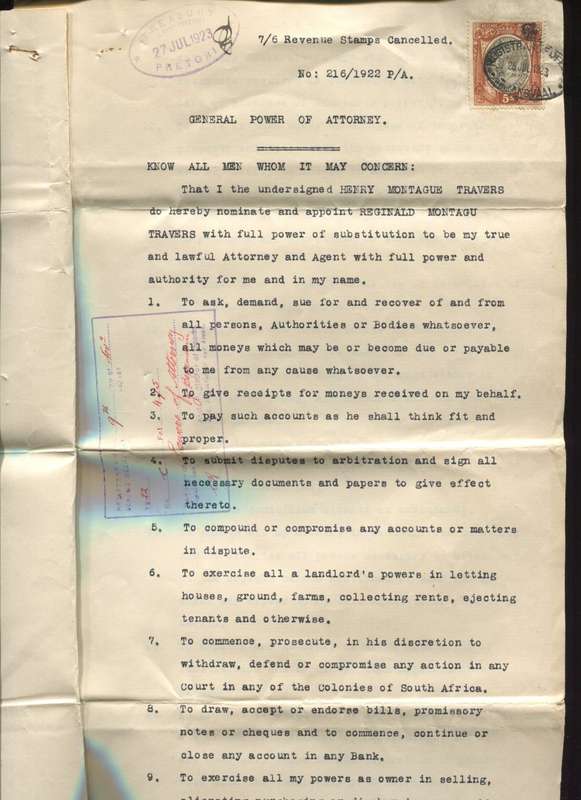 TREASURY
27 JUL 1923
PRETORIA
7/6 Revenue Stamps Cancelled.
No: 216/1922 P/A.
5s
GENERAL POWER OF ATTORNEY.
KNOW ALL MEN WHOM IT MAY CONCERN:
That I the undersigned HENRY MONTAGUE TRAVERS
do hereby nominate and appoint REGINALD MONTAGU
TRAVERS with full power of substitution to be my true
and lawful Attorney and Agent with full power and
authority for me and in my name.
1. To ask, demand, sue for and recover of and from
all persons, Authorities or Bodies whatsoever,
all moneys which may be or become due or payable
to me from any cause whatsoever.
2. To give receipts for moneys received on my behalf.
3. To pay such accounts as he shall think fit and
proper.
4. To submit disputes to arbitration and sign all
necessary documents and papers to give effect
thereto.
5. To compound or compromise any accounts or matters
in dispute.
6. To exercise all a landlord's powers in letting
houses, ground, farms, collecting rents, ejecting
tenants and otherwise.
7. To commence, prosecute, in his discretion to
withdraw, defend or compromise any action in any
Court in any of the Colonies of South Africa.
8. To draw, accept or endorse bills, promissory
notes or cheques and to commence, continue or
close any account in any Bank.
9. To exercise all my powers as owner in selling,
Powers of Attorney